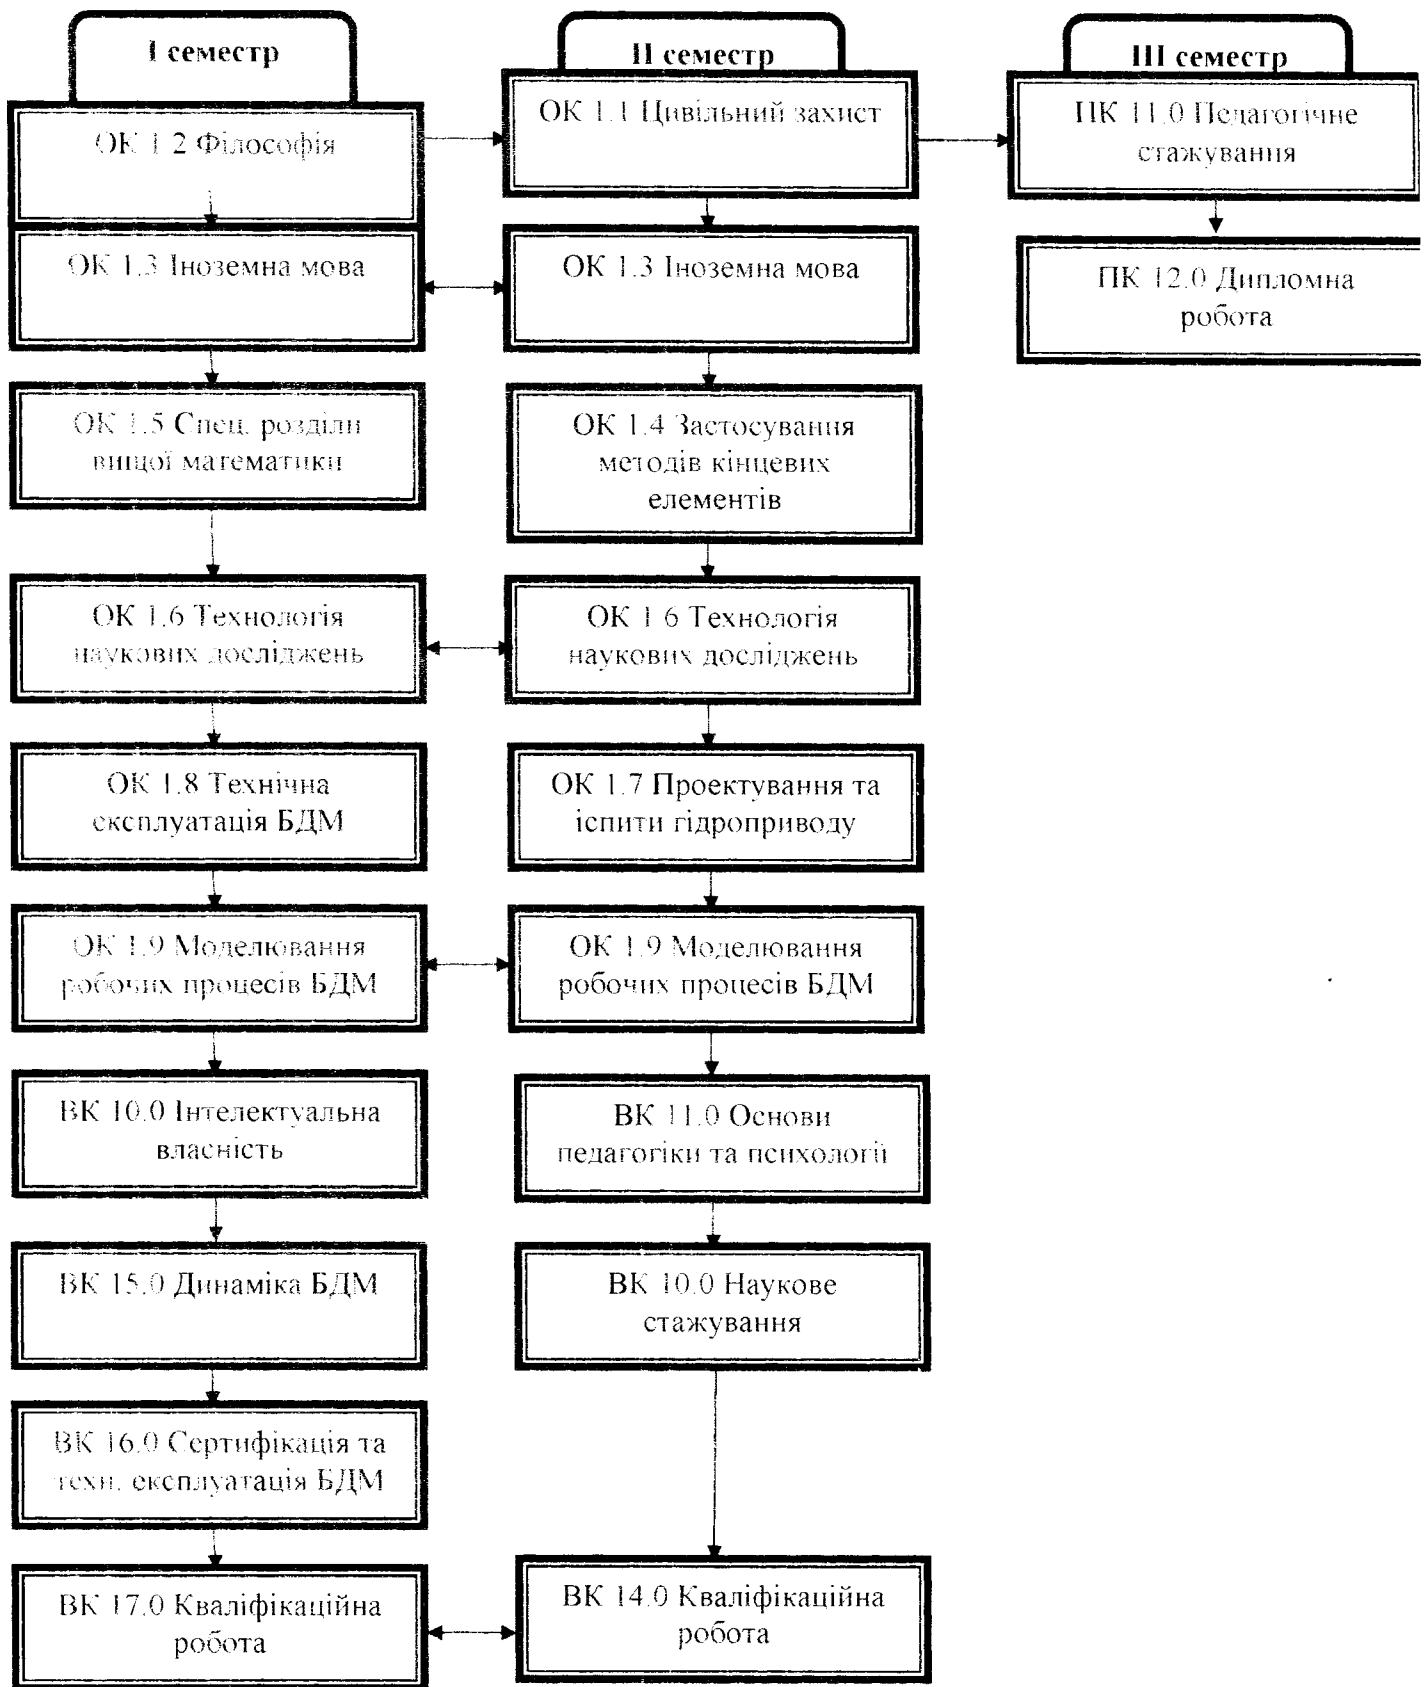 І семестр
ОК 1.2 Філософія
ОК 1.3 Іноземна мова
ОК 1.5 Спец. розділи
вищої математики
ОК 1.6 Технологія
наукових досліджень
ОК 1.8 Технічна
експлуатація БДМ
ОК 1.9 Моделювання
робочих процесів БДМ
ВК 10.0 Інтелектуальна
власність
ВК 15.0 Динаміка БДМ
ВК 16.0 Сертифікація та
техн. експлуатація БДМ
ВК 17.0 Кваліфікаційна
робота
ІІ семестр
ОК 1.1 Цивільний захист
ОК 1.3 Іноземна мова
ОК 1.4 Застосування
методів кінцевих
елементів
ОК 1 6 Технологія
наукових досліджень
ОК 1.7 Проектування та
іспити гідроприводу
ОК 1.9 Моделювання
робочих процесів БДМ
ВК 11.0 Основи
педагогіки та психології
ВК 10.0 Наукове
стажування
ВК 14.0 Кваліфікаційна
робота
ІІІ семестр
ПК 11.0 Педагогічне
стажування
ПК 12.0 Дипломна
робота